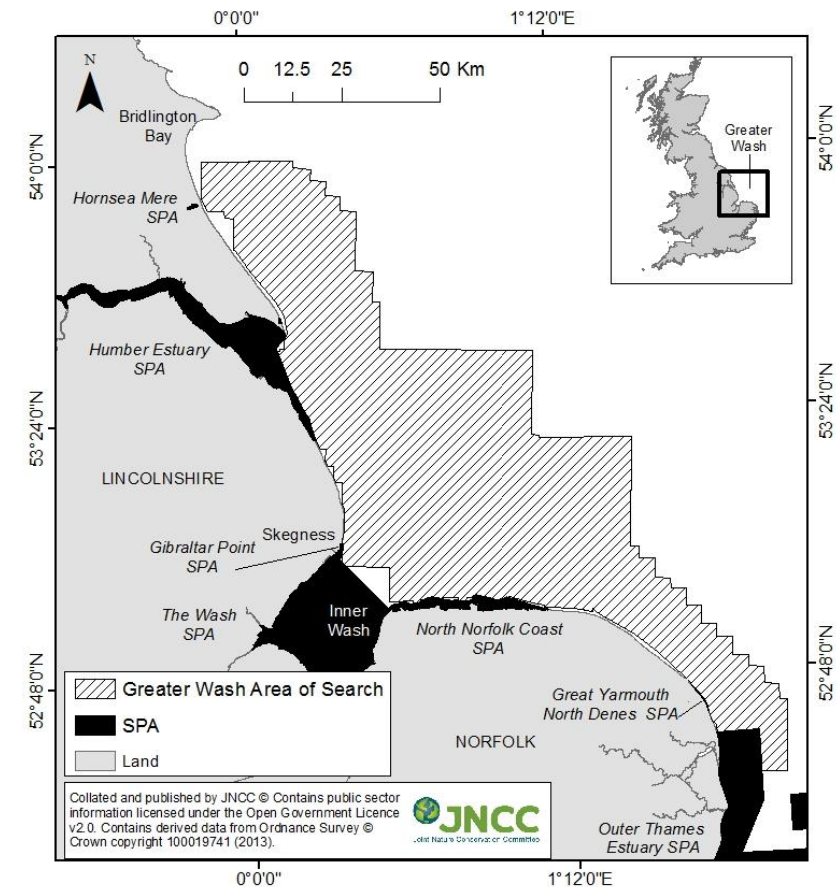 0°0'0"
1°12'0"E
N
0 12.5 25 50 Km
Bridlington
Bay
Greater
Wash
54°0'0"N
54°0'0"N
Hornsea Mere
SPA
Humber Estuary
SPA
53°24'0"N
53°24'0"N
LINCOLNSHIRE
Skegness
Gibraltar Point
SPA
The Wash
SPA
Inner
Wash
North Norfolk Coast
SPA
52°48'0"N
52°48'0"N
Greater Wash Area of Search
SPA
Land
Great Yarmouth
North Denes SPA
NORFOLK
Collated and published by JNCC © Contains public sector
information licensed under the Open Government Licence
v2.0. Contains derived data from Ordnance Survey ©
Crown copyright 100019741 (2013).
JNCC
Joint Nature Conservation Committee
Outer Thames
Estuary SPA
0°0'0"
1°12'0"E